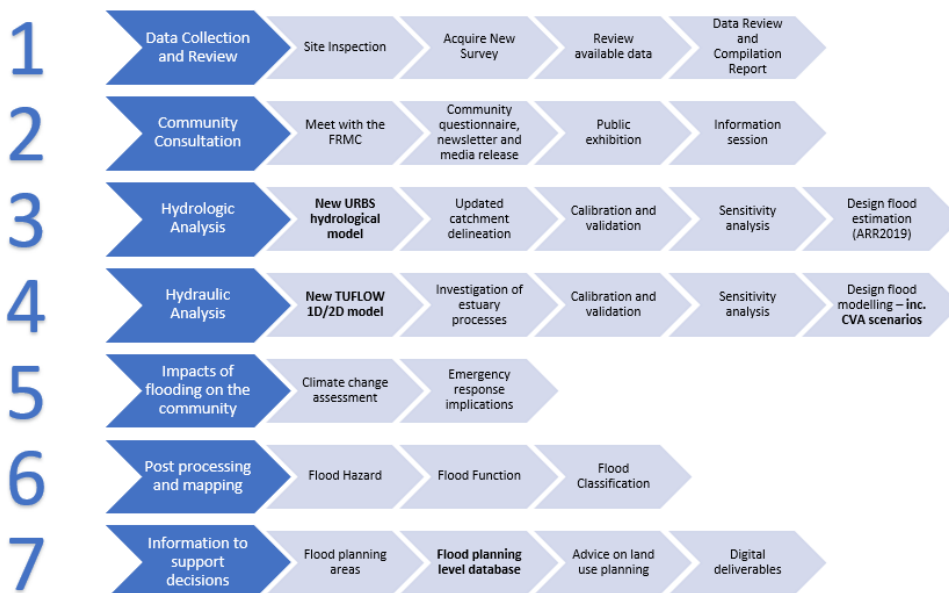 1
Data Collection
and Review
Site Inspection
Acquire New
Survey
Review
available data
Data Review
and
Compilation
Report
2
Community
Consultation
Meet with the
FRMC
Community
questionnaire,
newsletter and
media release
Public
exhibition
Information
session
3
Hydrologic
Analysis
New URBS
hydrological
model
Updated
catchment
delineation
Calibration and
validation
Sensitivity
analysis
Design flood
estimation
(ARR2019)
4
Hydraulic
Analysis
New TUFLOW
1D/2D model
Investigation of
estuary
processes
Calibration and
validation
Sensitivity
analysis
Design flood
modelling – inc.
CVA scenarios
5
Impacts of
flooding on the
community
Climate change
assessment
Emergency
response
implications
6
Post processing
and mapping
Flood Hazard
Flood Function
Flood
Classification
7
Information to
support
decisions
Flood planning
areas
Flood planning
level database
Advice on land
use planning
Digital
deliverables